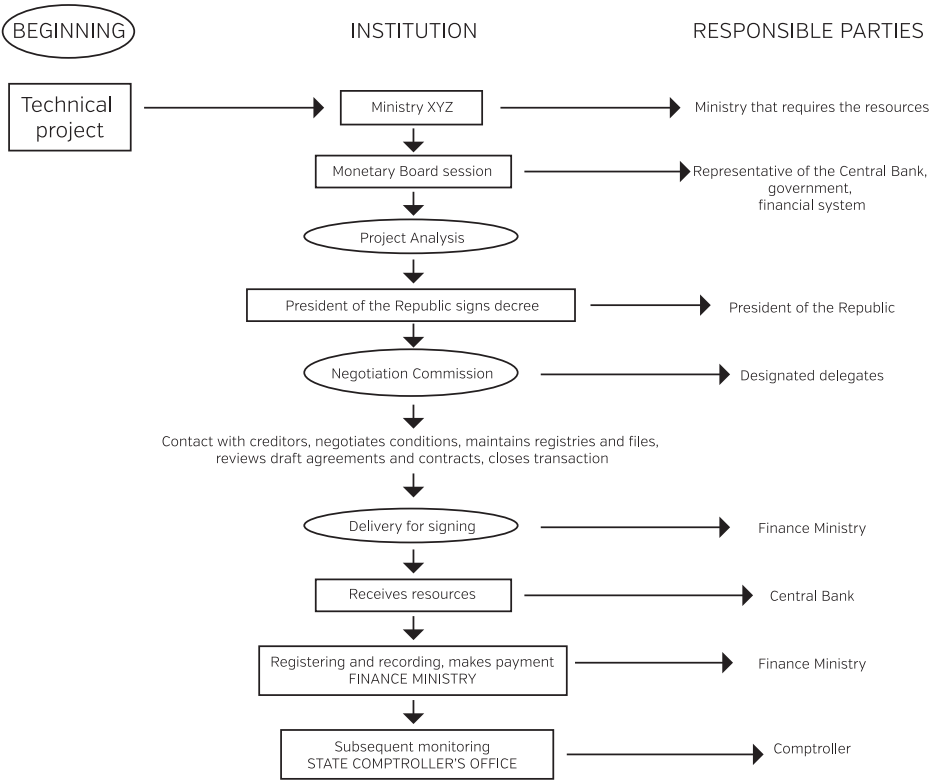 BEGINNING
INSTITUTION
RESPONSIBLE PARTIES
Technical
project
Ministry XYZ
Ministry that requires the resources
Monetary Board session
Representative of the Central Bank,
government,
financial system
Project Analysis
President of the Republic signs decree
President of the Republic
Negotiation Commission
Designated delegates
Contact with creditors, negotiates conditions, maintains registries and files,
reviews draft agreements and contracts, closes transaction
Delivery for signing
Finance Ministry
Receives resources
Central Bank
Registering and recording, makes payment
FINANCE MINISTRY
Finance Ministry
Subsequent monitoring
STATE COMPTROLLER'S OFFICE
Comptroller